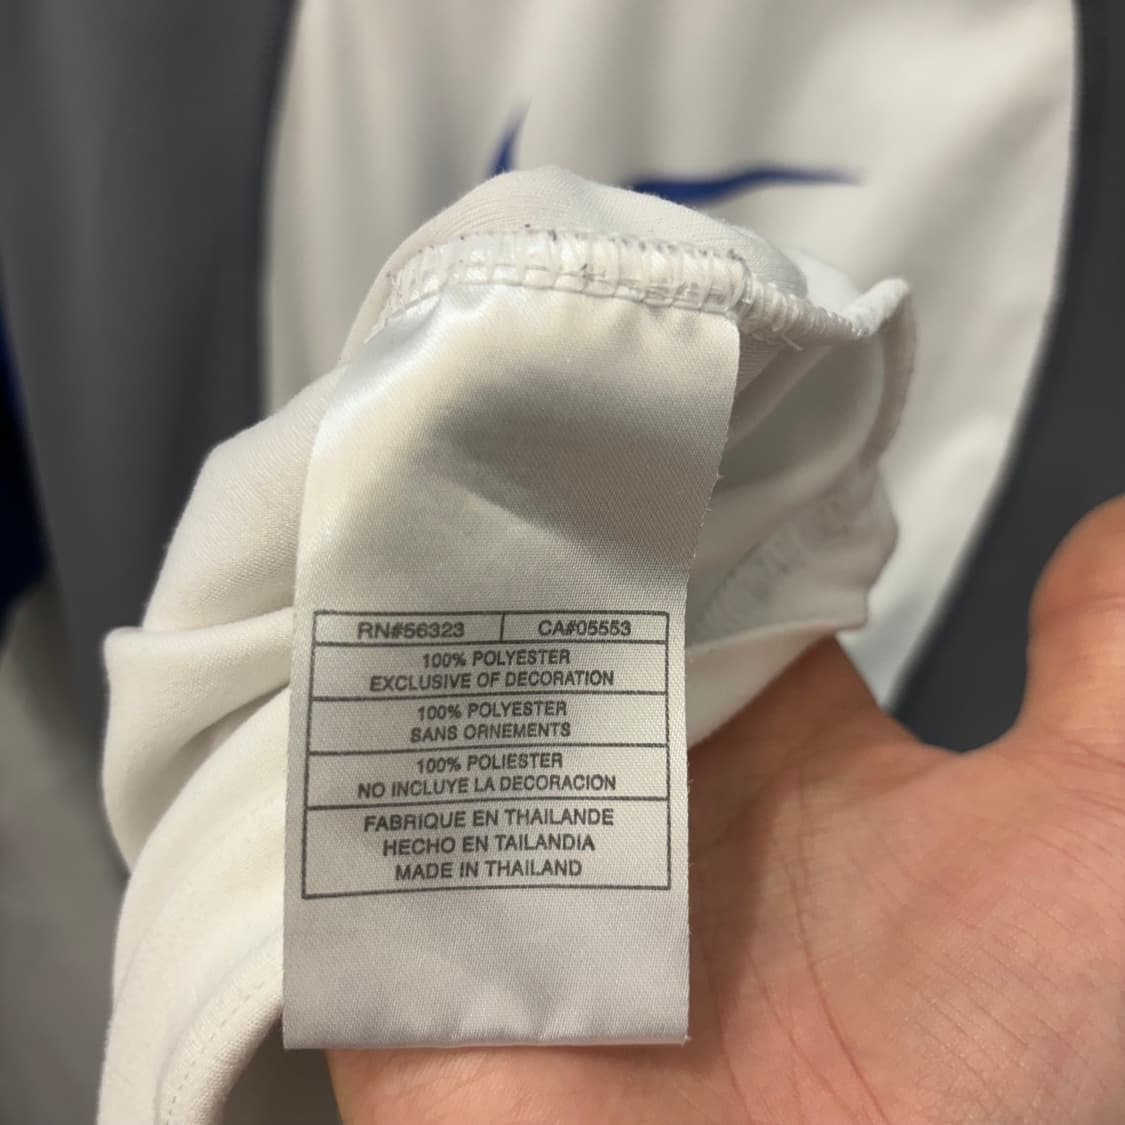 RN#56323 CA#05553
100% POLYESTER
EXCLUSIVE OF DECORATION
100% POLYESTER
SANS ORNEMENTS
100% POLIESTER
NO INCLUYE LA DECORACION
FABRIQUE EN THAILANDE
HECHO EN TAILANDIA
MADE IN THAILAND